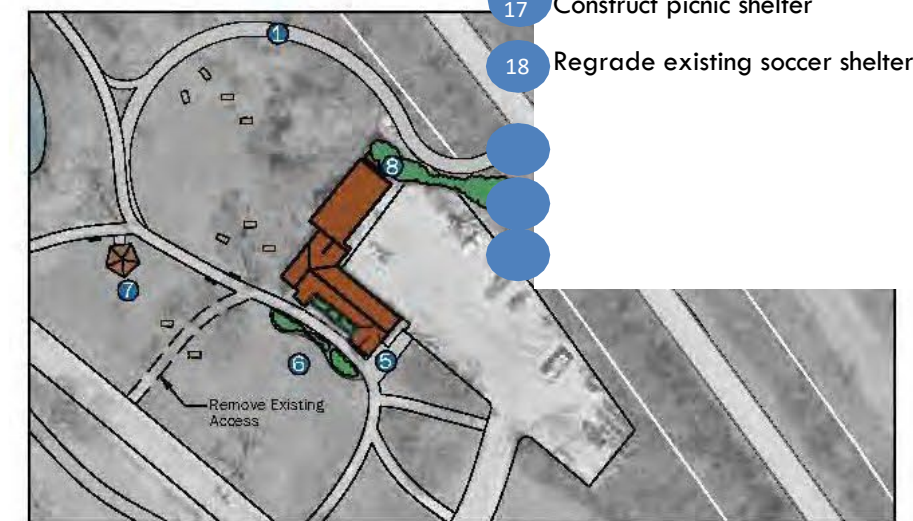 17 Construct picnic shelter
18 Regrade existing soccer shelter
1
8
7
6
5
Remove Existing
Access